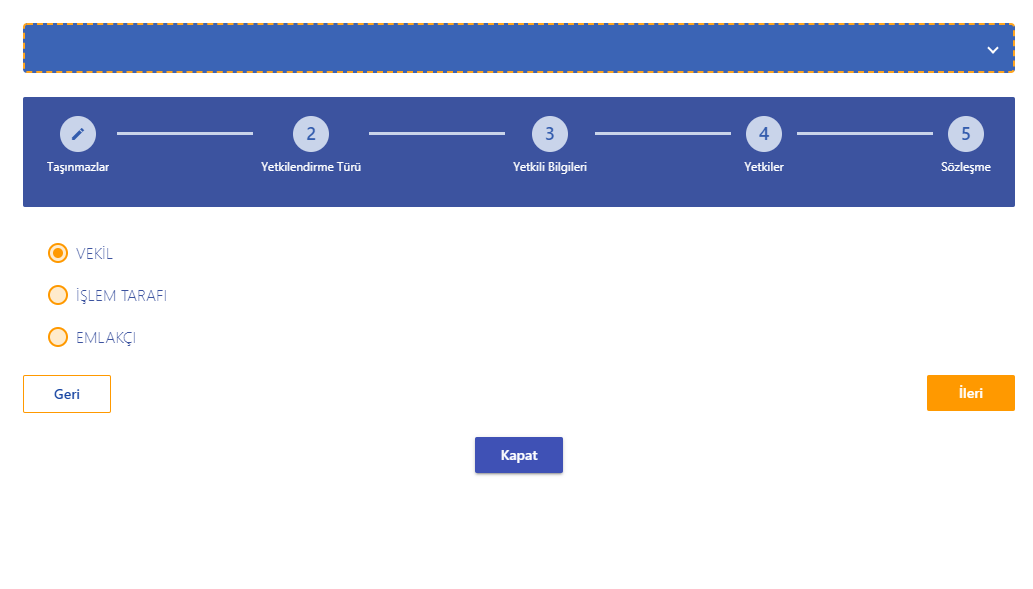 2
3
4
5
Taşınmazlar
Yetkilendirme Türü
Yetkili Bilgileri
Yetkiler
Sözleşme
VEKİL
İŞLEM TARAFI
EMLAKÇI
Geri
İleri
Kapat